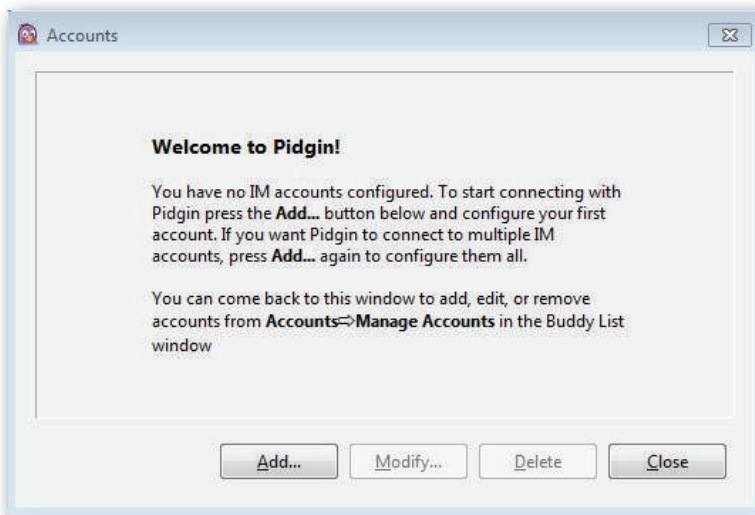 Accounts
Welcome to Pidgin!
You have no IM accounts configured. To start connecting with
Pidgin press the Add... button below and configure your first
account. If you want Pidgin to connect to multiple IM
accounts, press Add... again to configure them all.
You can come back to this window to add, edit, or remove
accounts from Accounts⇨Manage Accounts in the Buddy List
window
Add... Modify... Delete Close